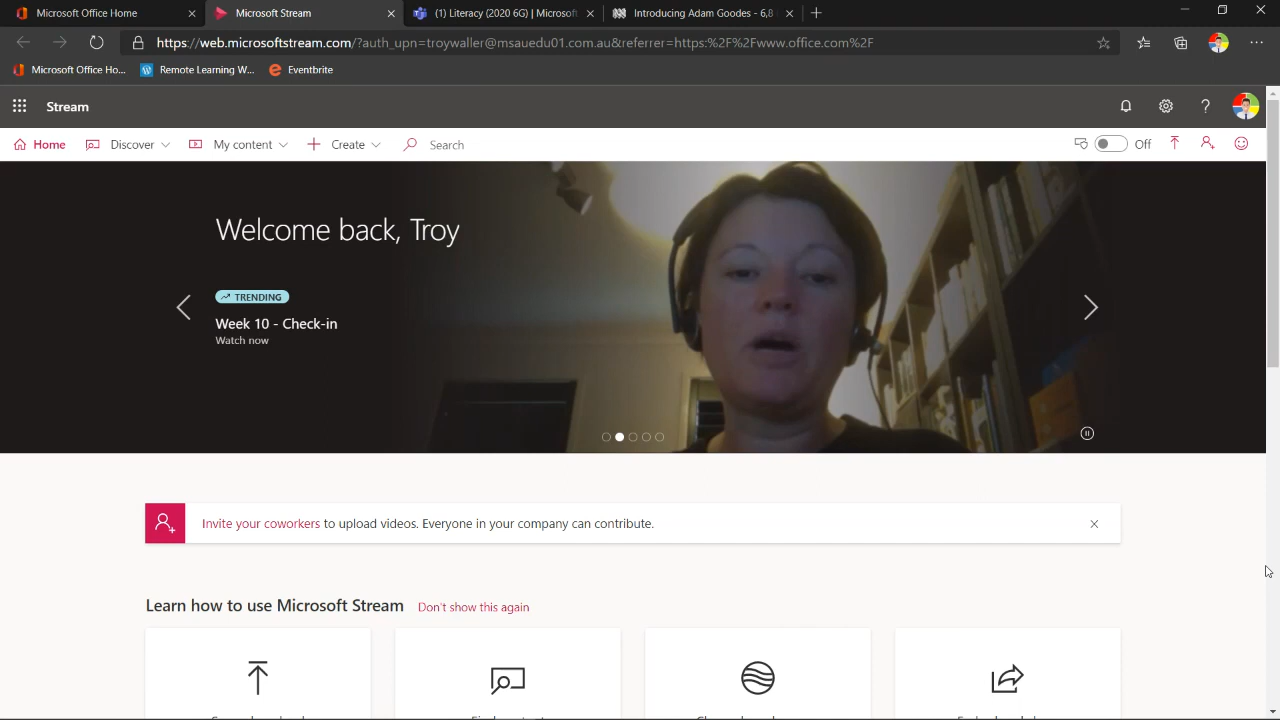 Microsoft Office Home
Microsoft Stream
(1) Literacy (2020 6G) | Microsoft
Introducing Adam Goodes - 6,8
https://web.microsoftstream.com/?auth_upn=troywaller@msauedu01.com.au&referrer=https:%2F%2Fwww.office.com%2F
Microsoft Office Ho...
Remote Learning W...
Eventbrite
Stream
Home
Discover
My content
Create
Search
Off
Welcome back, Troy
TRENDING
Week 10 - Check-in
Watch now
Invite your coworkers to upload videos. Everyone in your company can contribute.
Learn how to use Microsoft Stream Don't show this again